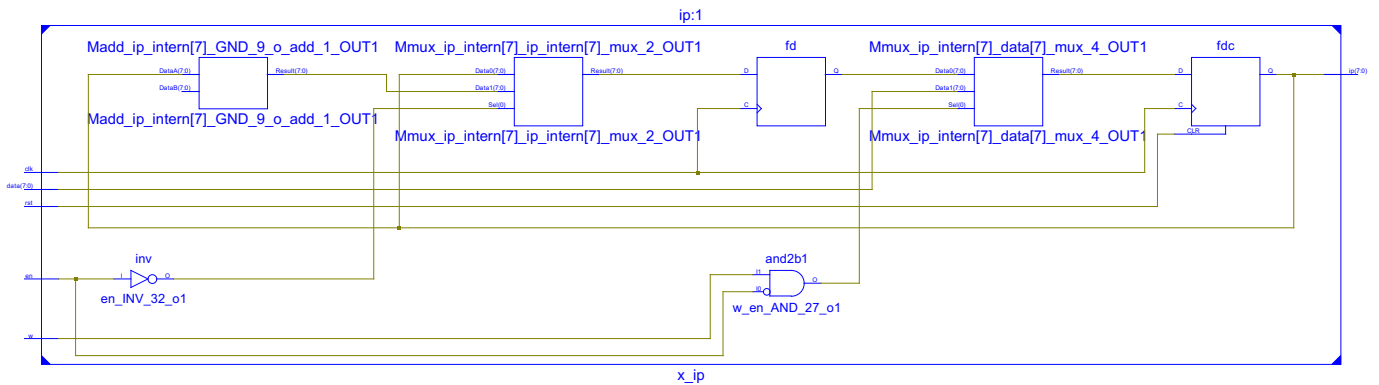 ip:1
Madd_ip_intern[7]_GND_9_o_add_1_OUT1
Mmux_ip_intern[7]_ip_intern[7]_mux_2_OUT1
fd
Mmux_ip_intern[7]_data[7]_mux_4_OUT1
fdc
DataA(7:0)
Result(7:0)
DataB(7:0)
Data0(7:0)
Result(7:0)
Data1(7:0)
Sel(0)
D
Q
C
Data0(7:0)
Result(7:0)
Data1(7:0)
Sel(0)
D
Q
C
CLR
ip(7:0)
Madd_ip_intern[7]_GND_9_o_add_1_OUT1
Mmux_ip_intern[7]_ip_intern[7]_mux_2_OUT1
Mmux_ip_intern[7]_data[7]_mux_4_OUT1
clk
data(7:0)
rst
inv
and2b1
en
I
O
I1
I0
O
en_INV_32_o1
w_en_AND_27_o1
w
x_ip